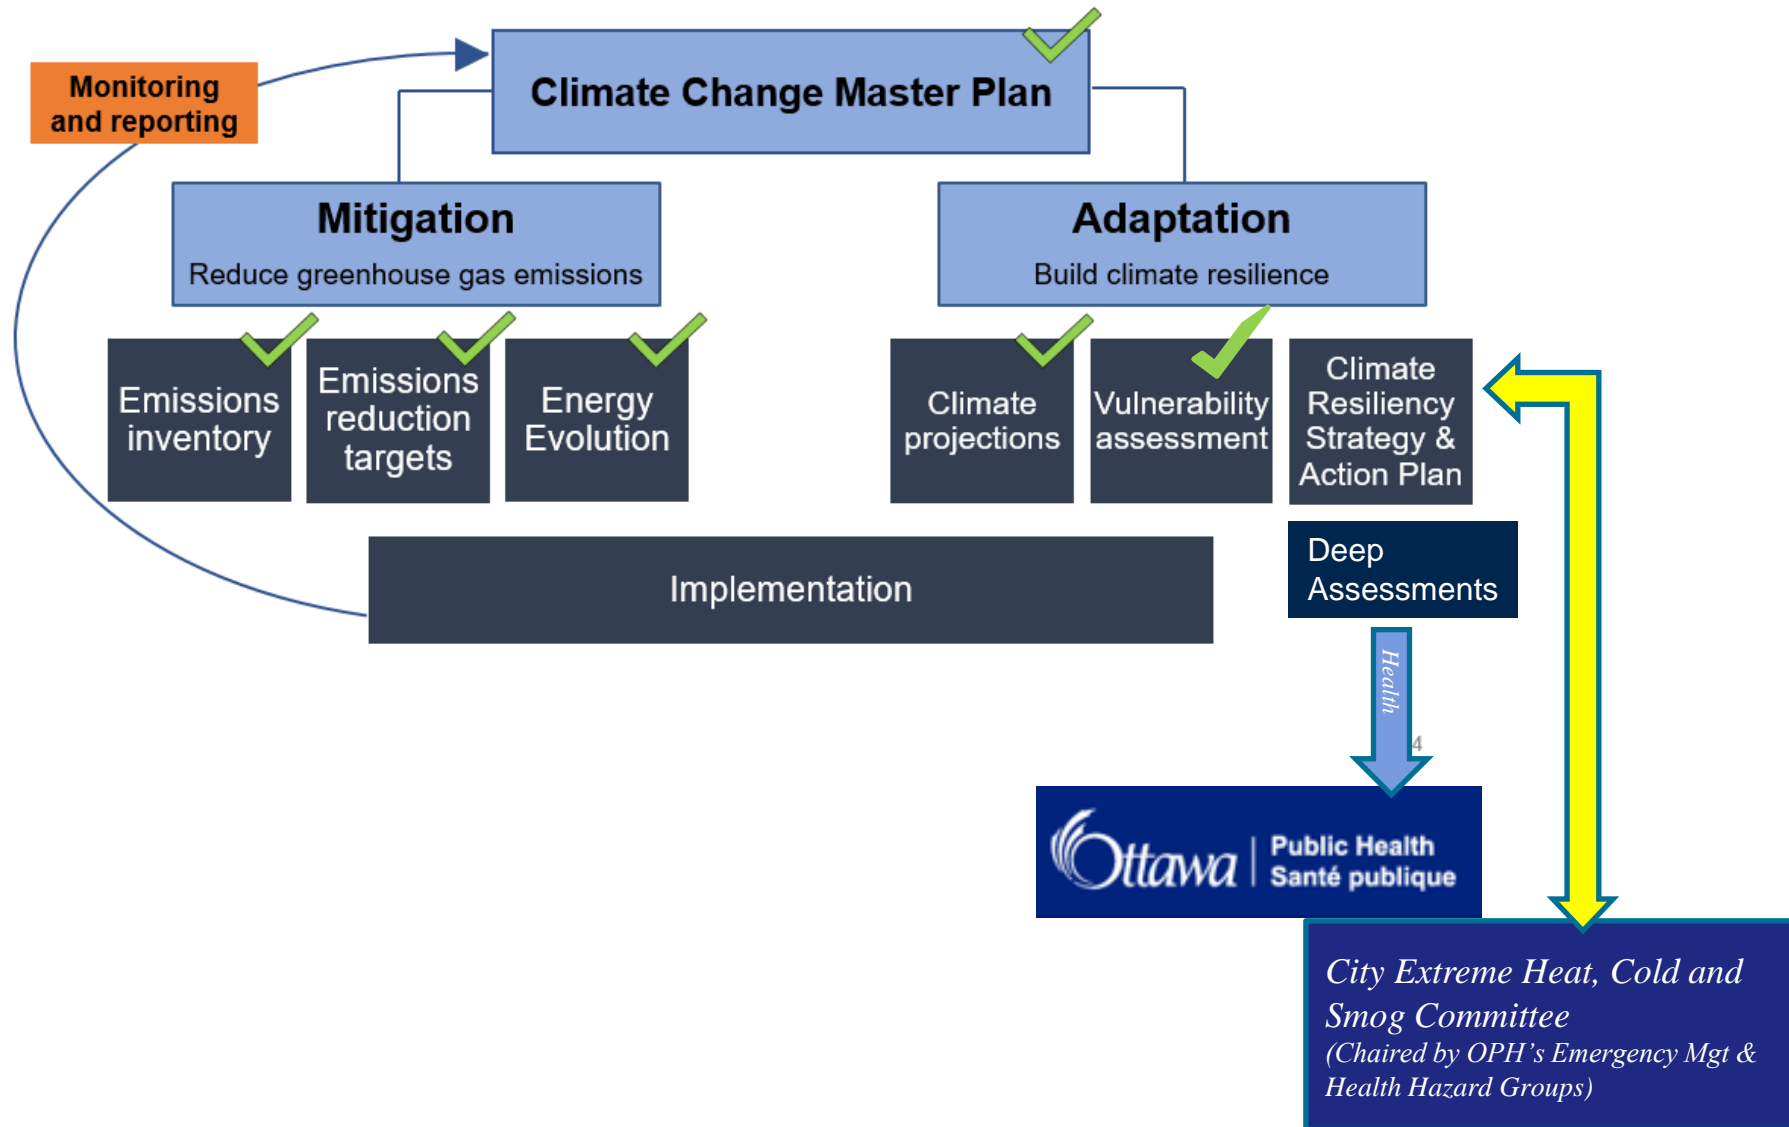 Monitoring
and reporting
Climate Change Master Plan
Mitigation
Reduce greenhouse gas emissions
Adaptation
Build climate resilience
Emissions
inventory
Emissions
reduction
targets
Energy
Evolution
Climate
projections
Vulnerability
assessment
Climate
Resiliency
Strategy &
Action Plan
Implementation
Deep
Assessments
Health
4
Ottawa
Public Health
Santé publique
City Extreme Heat, Cold and
Smog Committee
(Chaired by OPH’s Emergency Mgt &
Health Hazard Groups)